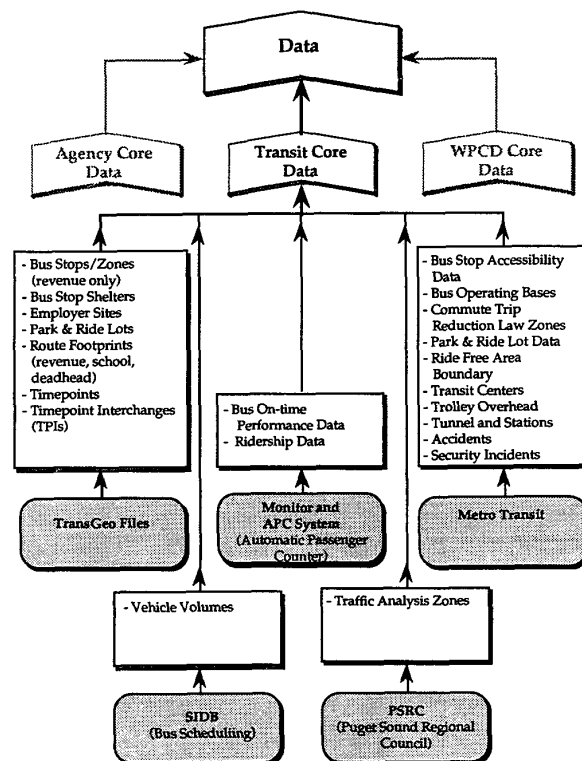 Data
Agency Core
Data
Transit Core
Data
WPCD Core
Data
- Bus Stops/Zones
(revenue only)
- Bus Stop Shelters
- Employer Sites
- Park & Ride Lots
- Route Footprints
(revenue, school,
deadhead)
- Timepoints
- Timepoint Interchanges
(TPIs)
TransGeo Files
- Bus On-time
Performance Data
- Ridership Data
Monitor and
APC System
(Automatic Passenger
Counter)
- Bus Stop Accessibility
Data
- Bus Operating Bases
- Commute Trip
Reduction Law Zones
- Park & Ride Lot Data
- Ride Free Area
Boundary
- Transit Centers
- Trolley Overhead
- Tunnel and Stations
- Accidents
- Security Incidents
Metro Transit
- Vehicle Volumes
SIDB
(Bus Scheduliing)
- Traffic Analysis Zones
PSRC
(Puget Sound Regional
Council)